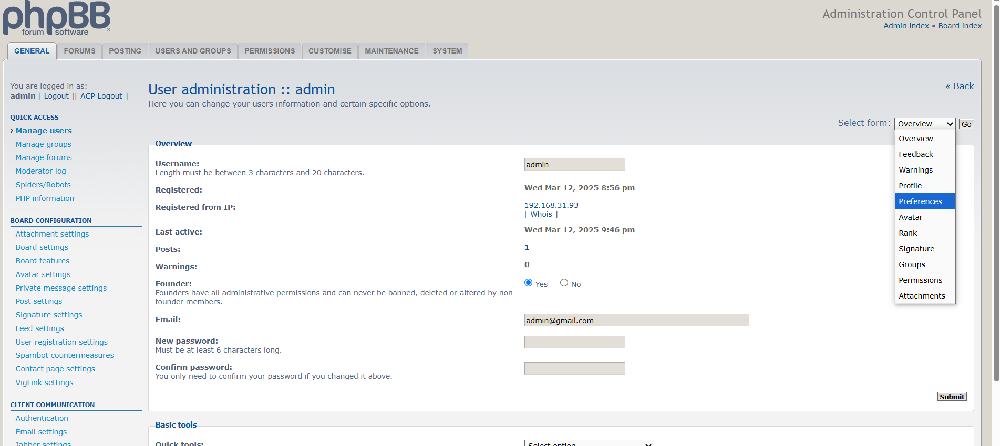 phpBB
forum software ®
Administration Control Panel
Admin index • Board index
GENERAL FORUMS POSTING USERS AND GROUPS PERMISSIONS CUSTOMISE MAINTENANCE SYSTEM
You are logged in as:
admin [ Logout ][ ACP Logout ]
QUICK ACCESS
Manage users
Manage groups
Manage forums
Moderator log
Spiders/Robots
PHP information
BOARD CONFIGURATION
Attachment settings
Board settings
Board features
Avatar settings
Private message settings
Post settings
Signature settings
Feed settings
User registration settings
Spambot countermeasures
Contact page settings
VigLink settings
CLIENT COMMUNICATION
Authentication
Email settings
Jabber settings
User administration :: admin
« Back
Here you can change your users information and certain specific options.
Select form: Overview Go
Overview
Feedback
Warnings
Profile
Preferences
Avatar
Rank
Signature
Groups
Permissions
Attachments
Overview
Username: admin
Length must be between 3 characters and 20 characters.
Registered: Wed Mar 12, 2025 8:56 pm
Registered from IP: 192.168.31.93
[ Whois ]
Last active: Wed Mar 12, 2025 9:46 pm
Posts: 1
Warnings: 0
Founder: Yes No
Founders have all administrative permissions and can never be banned, deleted or altered by non-
founder members.
Email: admin@gmail.com
New password:
Must be at least 6 characters long.
Confirm password:
You only need to confirm your password if you changed it above.
Submit
Basic tools
Quick tools: Select option